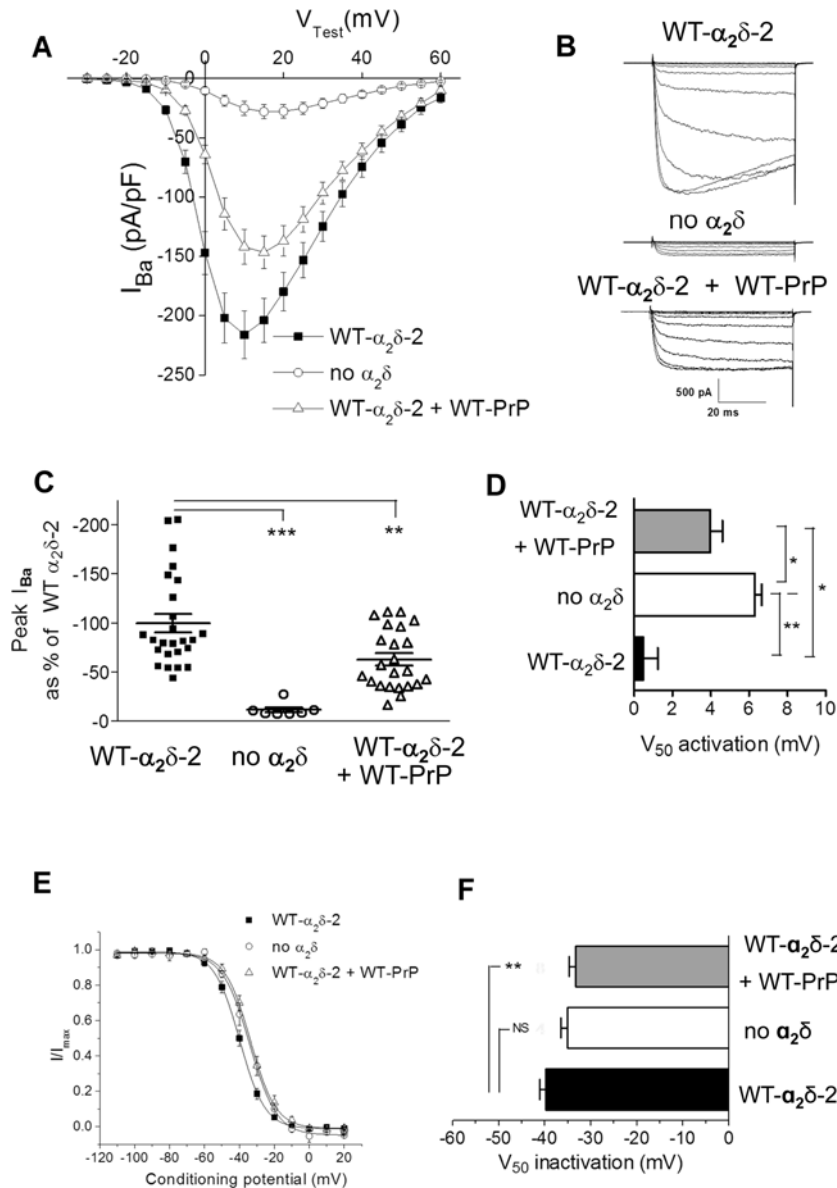 A
V_Test(mV)
-20 0 20 40 60
-0
-50
-100
-150
-200
-250
I_Ba (pA/pF)
WT-α₂δ-2
no α₂δ
WT-α₂δ-2 + WT-PrP
B
WT-α₂δ-2
no α₂δ
WT-α₂δ-2 + WT-PrP
500 pA
20 ms
C
Peak I_Ba
as % of WT α₂δ-2
-200
-150
-100
-50
-0
*** **
WT-α₂δ-2 no α₂δ WT-α₂δ-2
+ WT-PrP
D
WT-α₂δ-2
+ WT-PrP
no α₂δ
WT-α₂δ-2
*
*
**
0 2 4 6 8 10
V₅₀ activation (mV)
E
WT-α₂δ-2
no α₂δ
WT-α₂δ-2 + WT-PrP
I/I_max
1.0
0.8
0.6
0.4
0.2
0.0
-120 -100 -80 -60 -40 -20 0 20
Conditioning potential (mV)
F
**
NS
WT-α₂δ-2
+ WT-PrP
no α₂δ
WT-α₂δ-2
-60 -50 -40 -30 -20 -10 0
V₅₀ inactivation (mV)